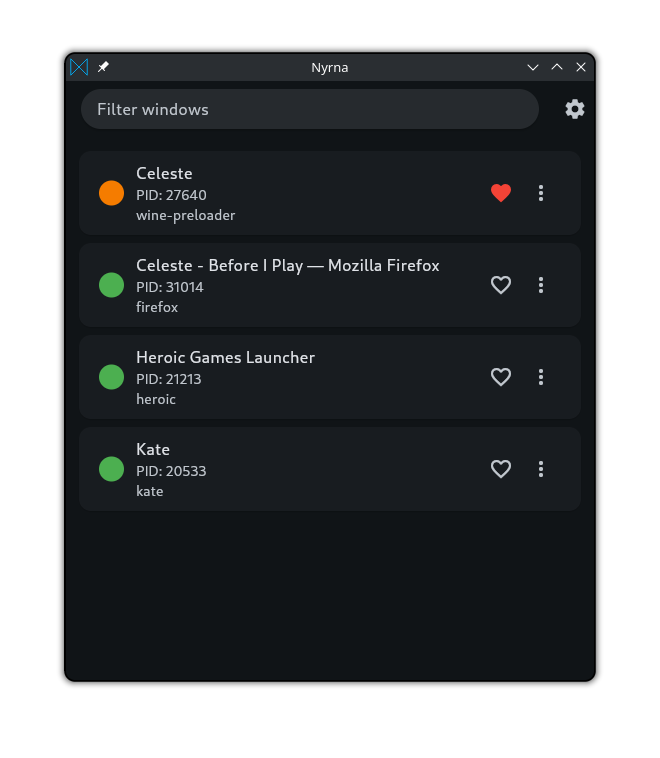 Nyrna
Filter windows
Celeste
PID: 27640
wine-preloader
Celeste - Before I Play — Mozilla Firefox
PID: 31014
firefox
Heroic Games Launcher
PID: 21213
heroic
Kate
PID: 20533
kate